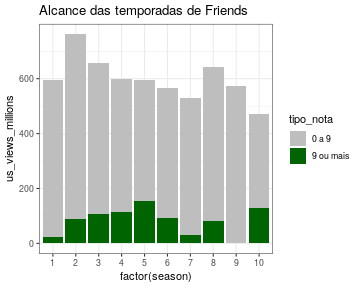 Alcance das temporadas de Friends
us_views_millions
600
400
200
0
1 2 3 4 5 6 7 8 9 10
factor(season)
tipo_nota
0 a 9
9 ou mais